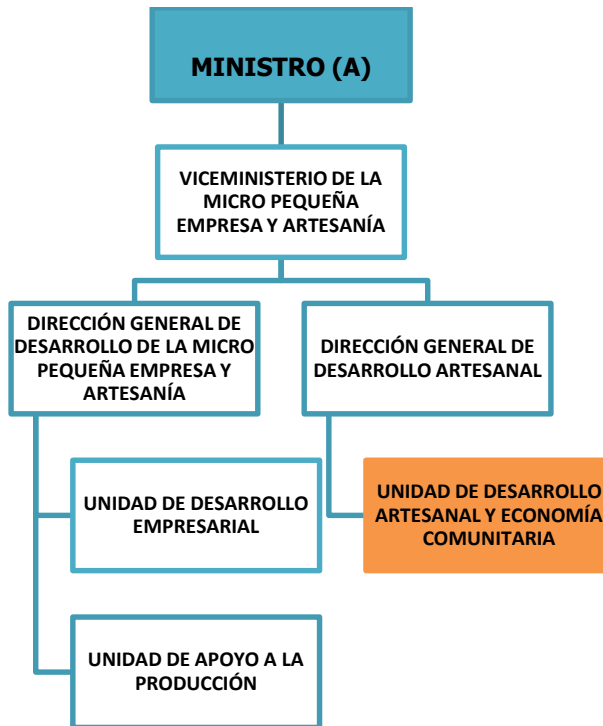 MINISTRO (A)
VICEMINISTERIO DE LA
MICRO PEQUEÑA
EMPRESA Y ARTESANÍA
DIRECCIÓN GENERAL DE
DESARROLLO DE LA MICRO
PEQUEÑA EMPRESA Y
ARTESANÍA
DIRECCIÓN GENERAL DE
DESARROLLO ARTESANAL
UNIDAD DE DESARROLLO
EMPRESARIAL
UNIDAD DE DESARROLLO
ARTESANAL Y ECONOMÍA
COMUNITARIA
UNIDAD DE APOYO A LA
PRODUCCIÓN